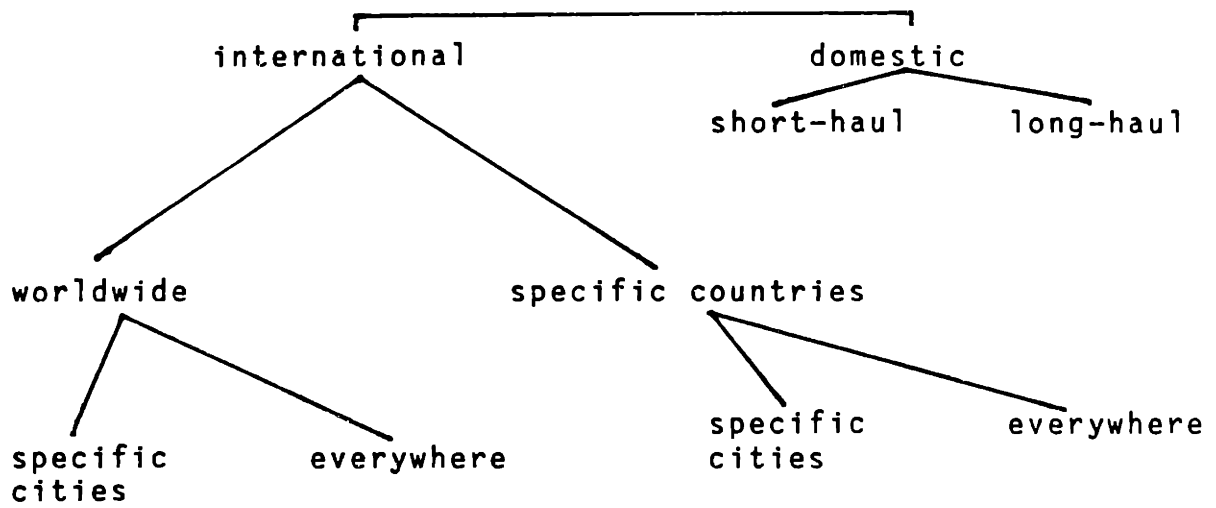 international domestic
short-haul long-haul
worldwide specific countries
specific everywhere
cities
specific everywhere
cities